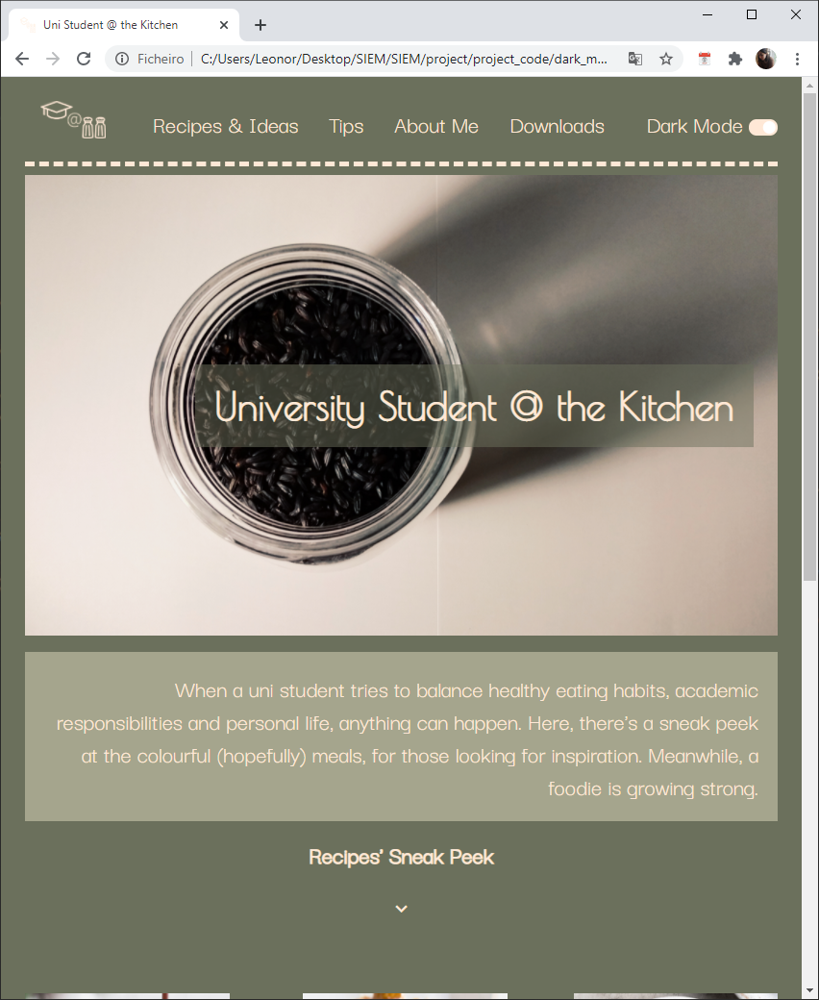 Uni Student @ the Kitchen
Ficheiro
C:/Users/Leonor/Desktop/SIEM/SIEM/project/project_code/dark_m...
@
Recipes & Ideas
Tips
About Me
Downloads
Dark Mode
University Student @ the Kitchen
When a uni student tries to balance healthy eating habits, academic
responsibilities and personal life, anything can happen. Here, there's a sneak peek
at the colourful (hopefully) meals, for those looking for inspiration. Meanwhile, a
foodie is growing strong.
Recipes' Sneak Peek